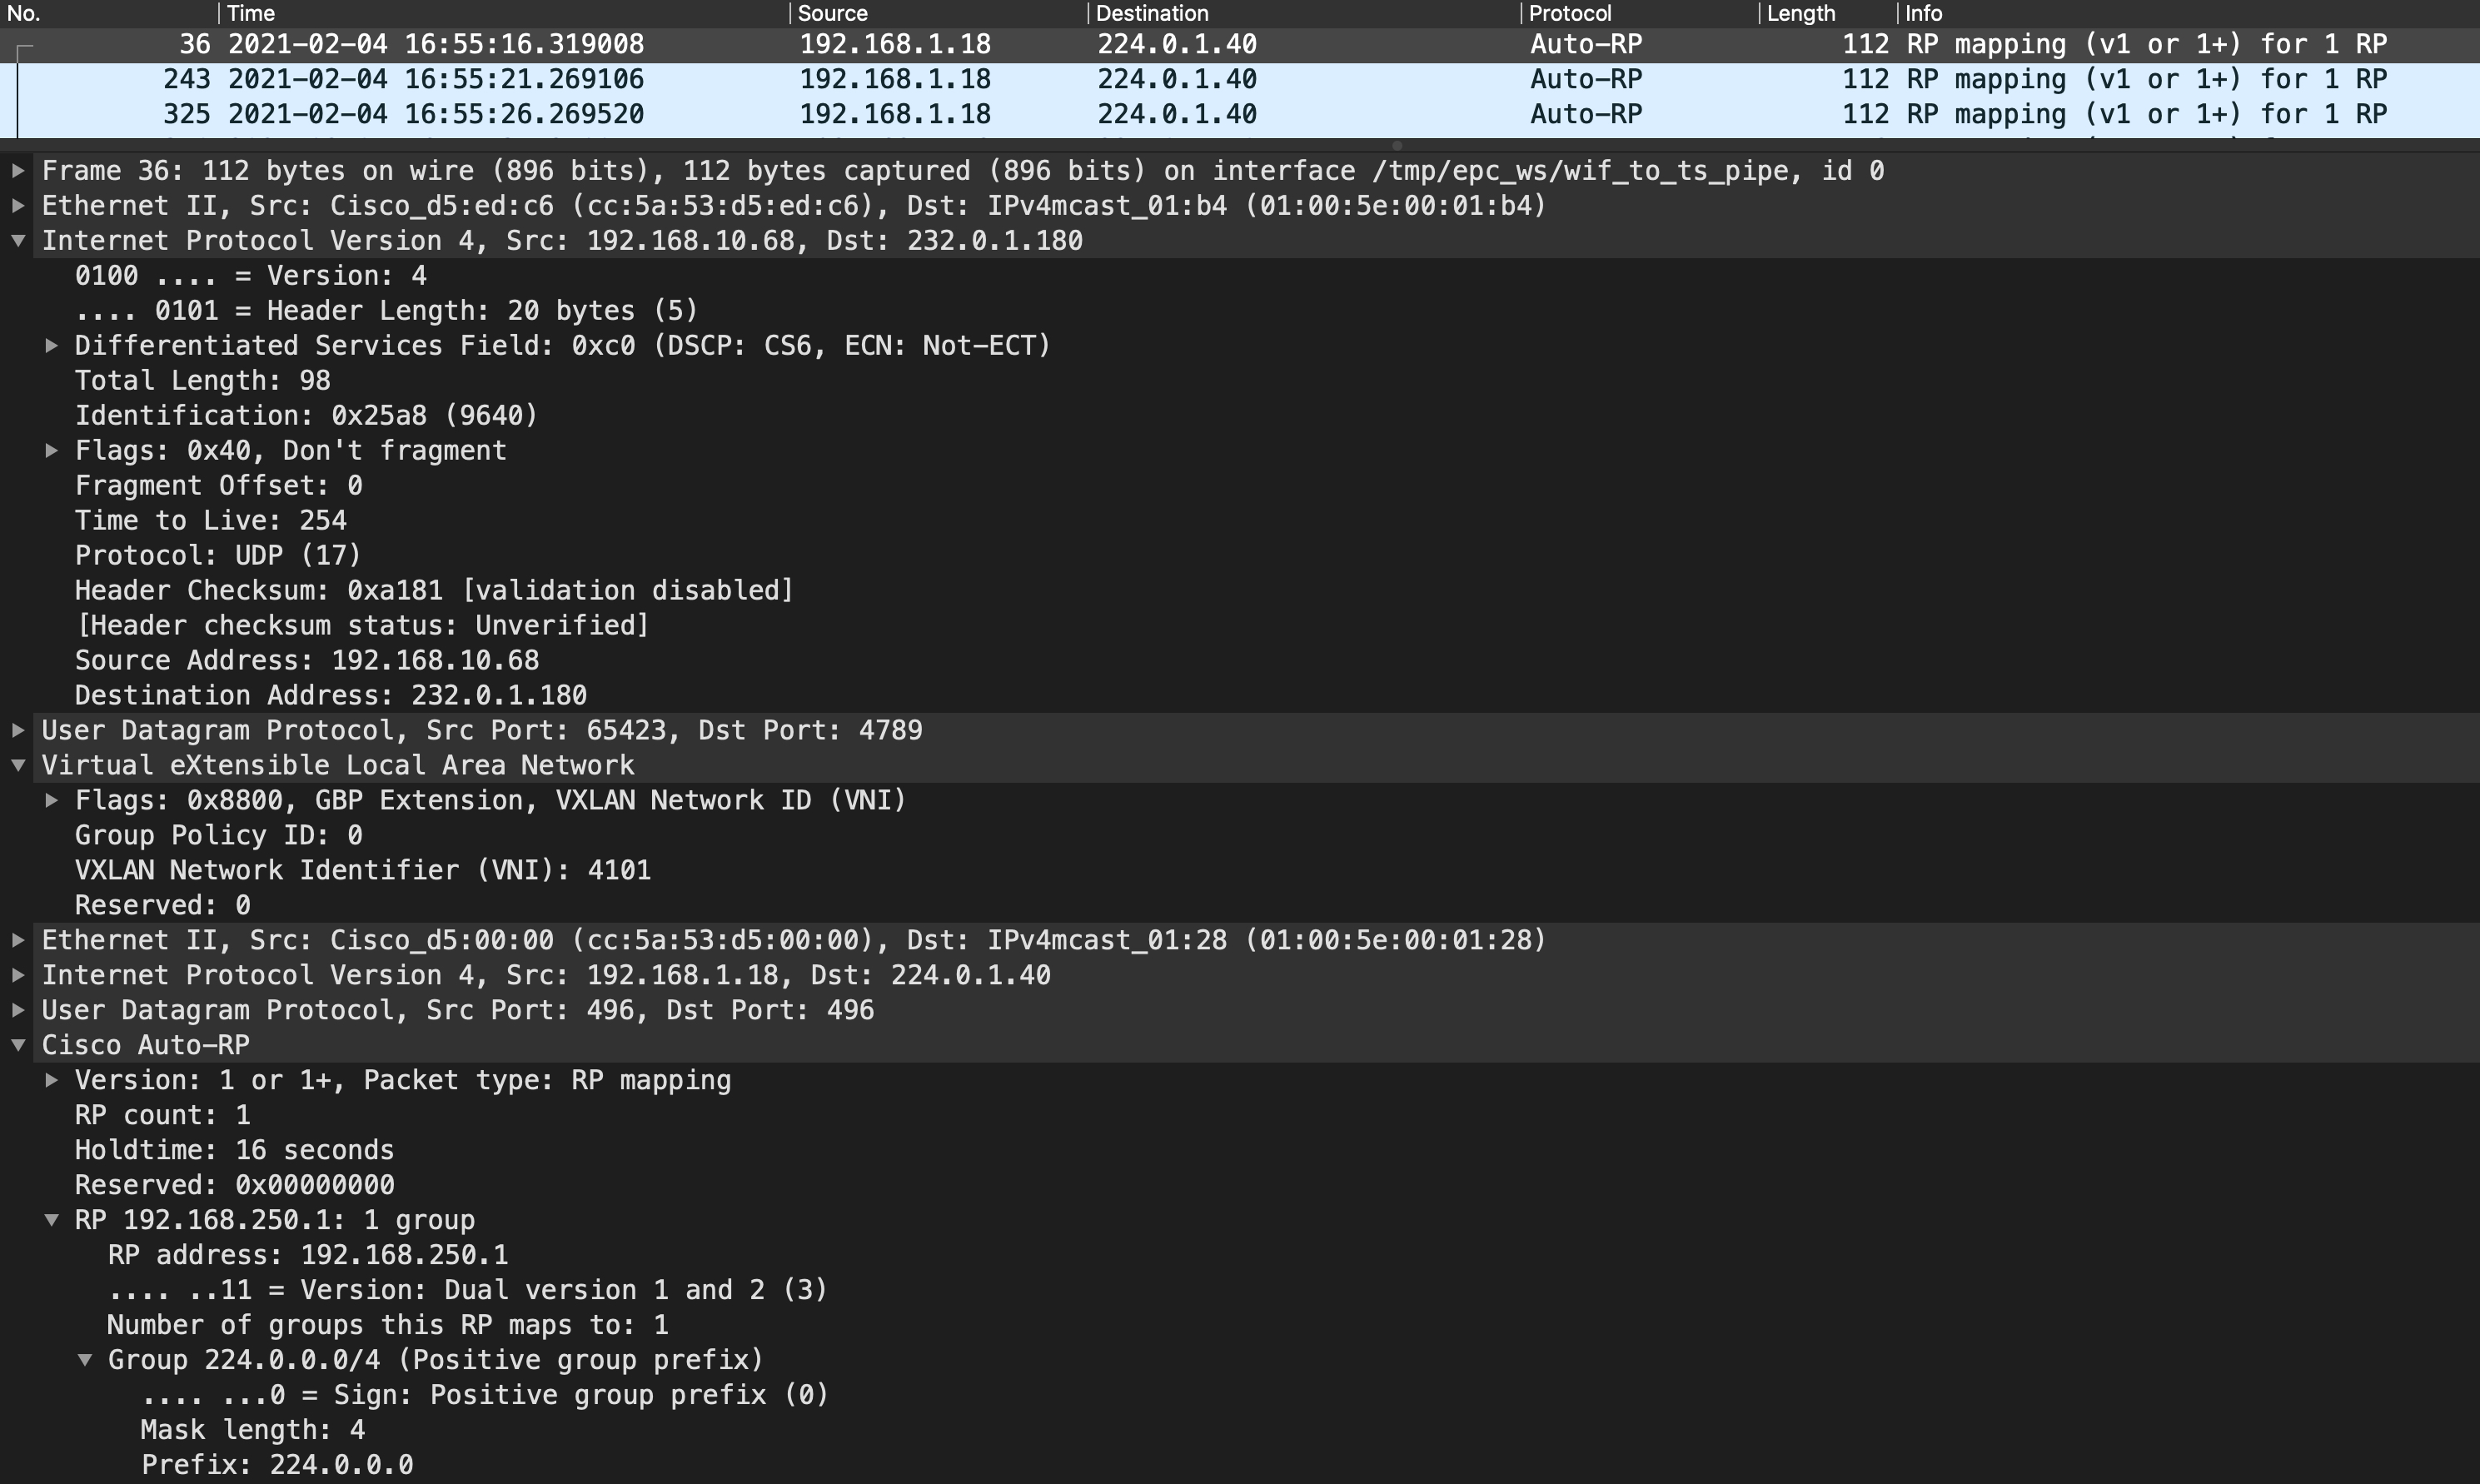 No. Time Source Destination Protocol Length Info
36 2021-02-04 16:55:16.319008 192.168.1.18 224.0.1.40 Auto-RP 112 RP mapping (v1 or 1+) for 1 RP
243 2021-02-04 16:55:21.269106 192.168.1.18 224.0.1.40 Auto-RP 112 RP mapping (v1 or 1+) for 1 RP
325 2021-02-04 16:55:26.269520 192.168.1.18 224.0.1.40 Auto-RP 112 RP mapping (v1 or 1+) for 1 RP
Frame 36: 112 bytes on wire (896 bits), 112 bytes captured (896 bits) on interface /tmp/epc_ws/wif_to_ts_pipe, id 0
Ethernet II, Src: Cisco_d5:ed:c6 (cc:5a:53:d5:ed:c6), Dst: IPv4mcast_01:b4 (01:00:5e:00:01:b4)
Internet Protocol Version 4, Src: 192.168.10.68, Dst: 232.0.1.180
0100 .... = Version: 4
.... 0101 = Header Length: 20 bytes (5)
Differentiated Services Field: 0xc0 (DSCP: CS6, ECN: Not-ECT)
Total Length: 98
Identification: 0x25a8 (9640)
Flags: 0x40, Don't fragment
Fragment Offset: 0
Time to Live: 254
Protocol: UDP (17)
Header Checksum: 0xa181 [validation disabled]
[Header checksum status: Unverified]
Source Address: 192.168.10.68
Destination Address: 232.0.1.180
User Datagram Protocol, Src Port: 65423, Dst Port: 4789
Virtual eXtensible Local Area Network
Flags: 0x8800, GBP Extension, VXLAN Network ID (VNI)
Group Policy ID: 0
VXLAN Network Identifier (VNI): 4101
Reserved: 0
Ethernet II, Src: Cisco_d5:00:00 (cc:5a:53:d5:00:00), Dst: IPv4mcast_01:28 (01:00:5e:00:01:28)
Internet Protocol Version 4, Src: 192.168.1.18, Dst: 224.0.1.40
User Datagram Protocol, Src Port: 496, Dst Port: 496
Cisco Auto-RP
Version: 1 or 1+, Packet type: RP mapping
RP count: 1
Holdtime: 16 seconds
Reserved: 0x00000000
RP 192.168.250.1: 1 group
RP address: 192.168.250.1
.... ..11 = Version: Dual version 1 and 2 (3)
Number of groups this RP maps to: 1
Group 224.0.0.0/4 (Positive group prefix)
.... ...0 = Sign: Positive group prefix (0)
Mask length: 4
Prefix: 224.0.0.0